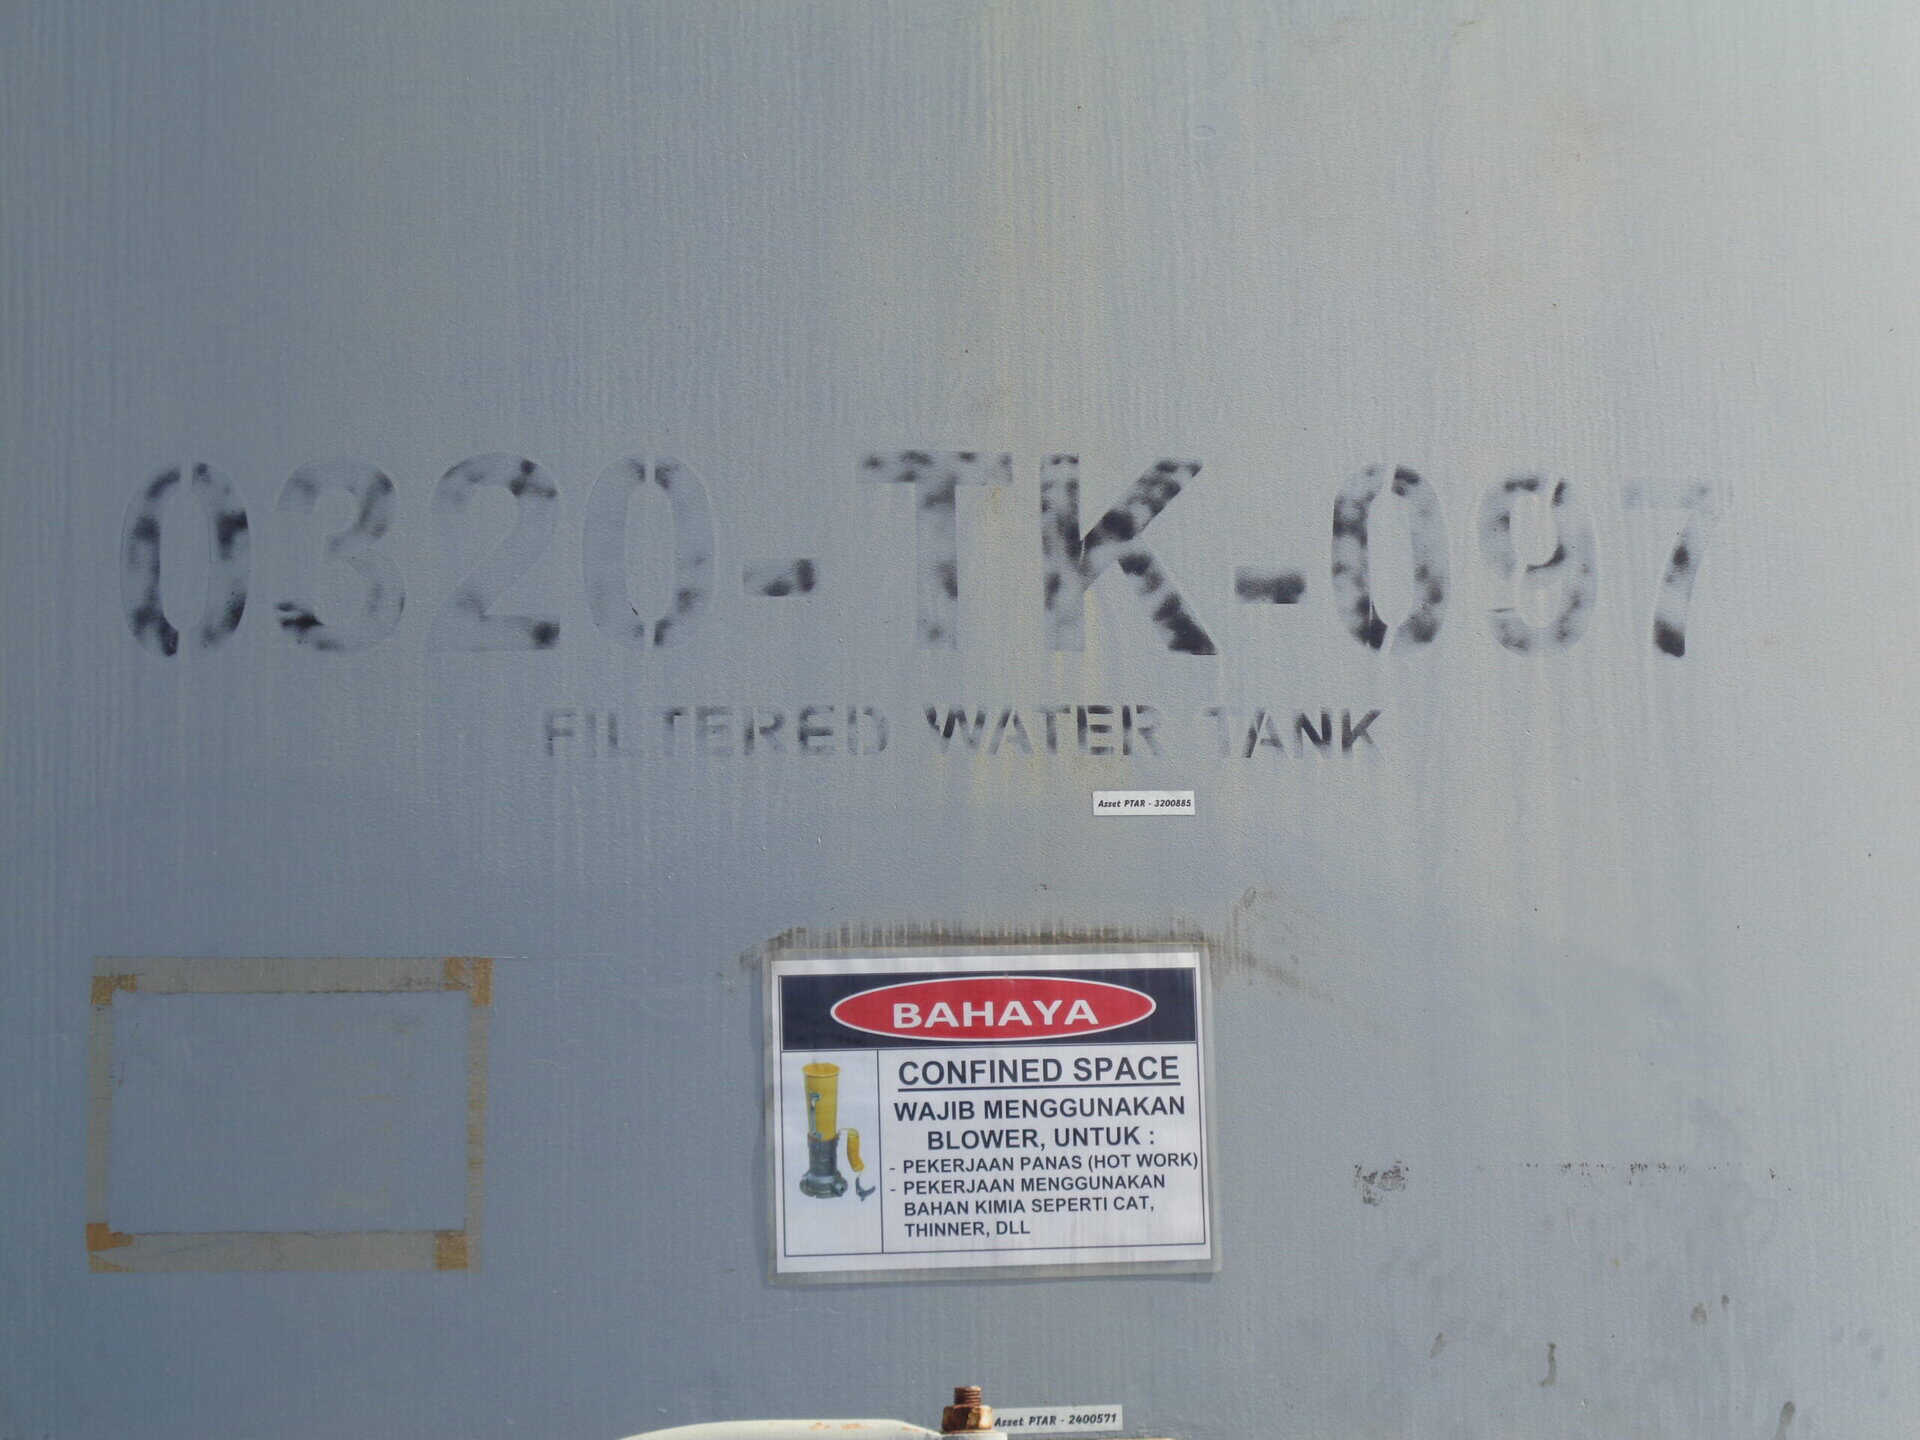 0320-TK-097
FILTERED WATER TANK
Asset PTAR - 3200885
BAHAYA
CONFINED SPACE
WAJIB MENGGUNAKAN
BLOWER, UNTUK :
- PEKERJAAN PANAS (HOT WORK)
- PEKERJAAN MENGGUNAKAN
BAHAN KIMIA SEPERTI CAT,
THINNER, DLL
Asset PTAR - 2400571